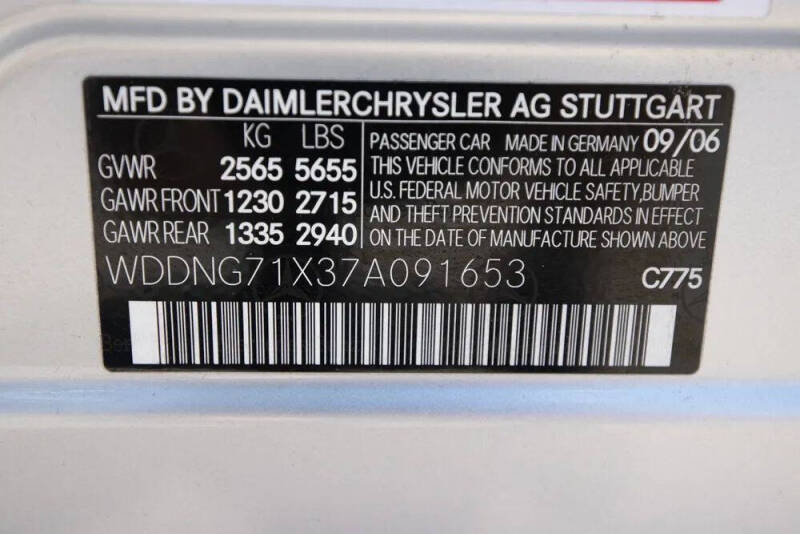 MFD BY DAIMLERCHRYSLER AG STUTTGART
KG LBS
GVWR 2565 5655
GAWR FRONT 1230 2715
GAWR REAR 1335 2940
PASSENGER CAR MADE IN GERMANY 09/06
THIS VEHICLE CONFORMS TO ALL APPLICABLE
U.S. FEDERAL MOTOR VEHICLE SAFETY,BUMPER
AND THEFT PREVENTION STANDARDS IN EFFECT
ON THE DATE OF MANUFACTURE SHOWN ABOVE
WDDNG71X37A091653 C775